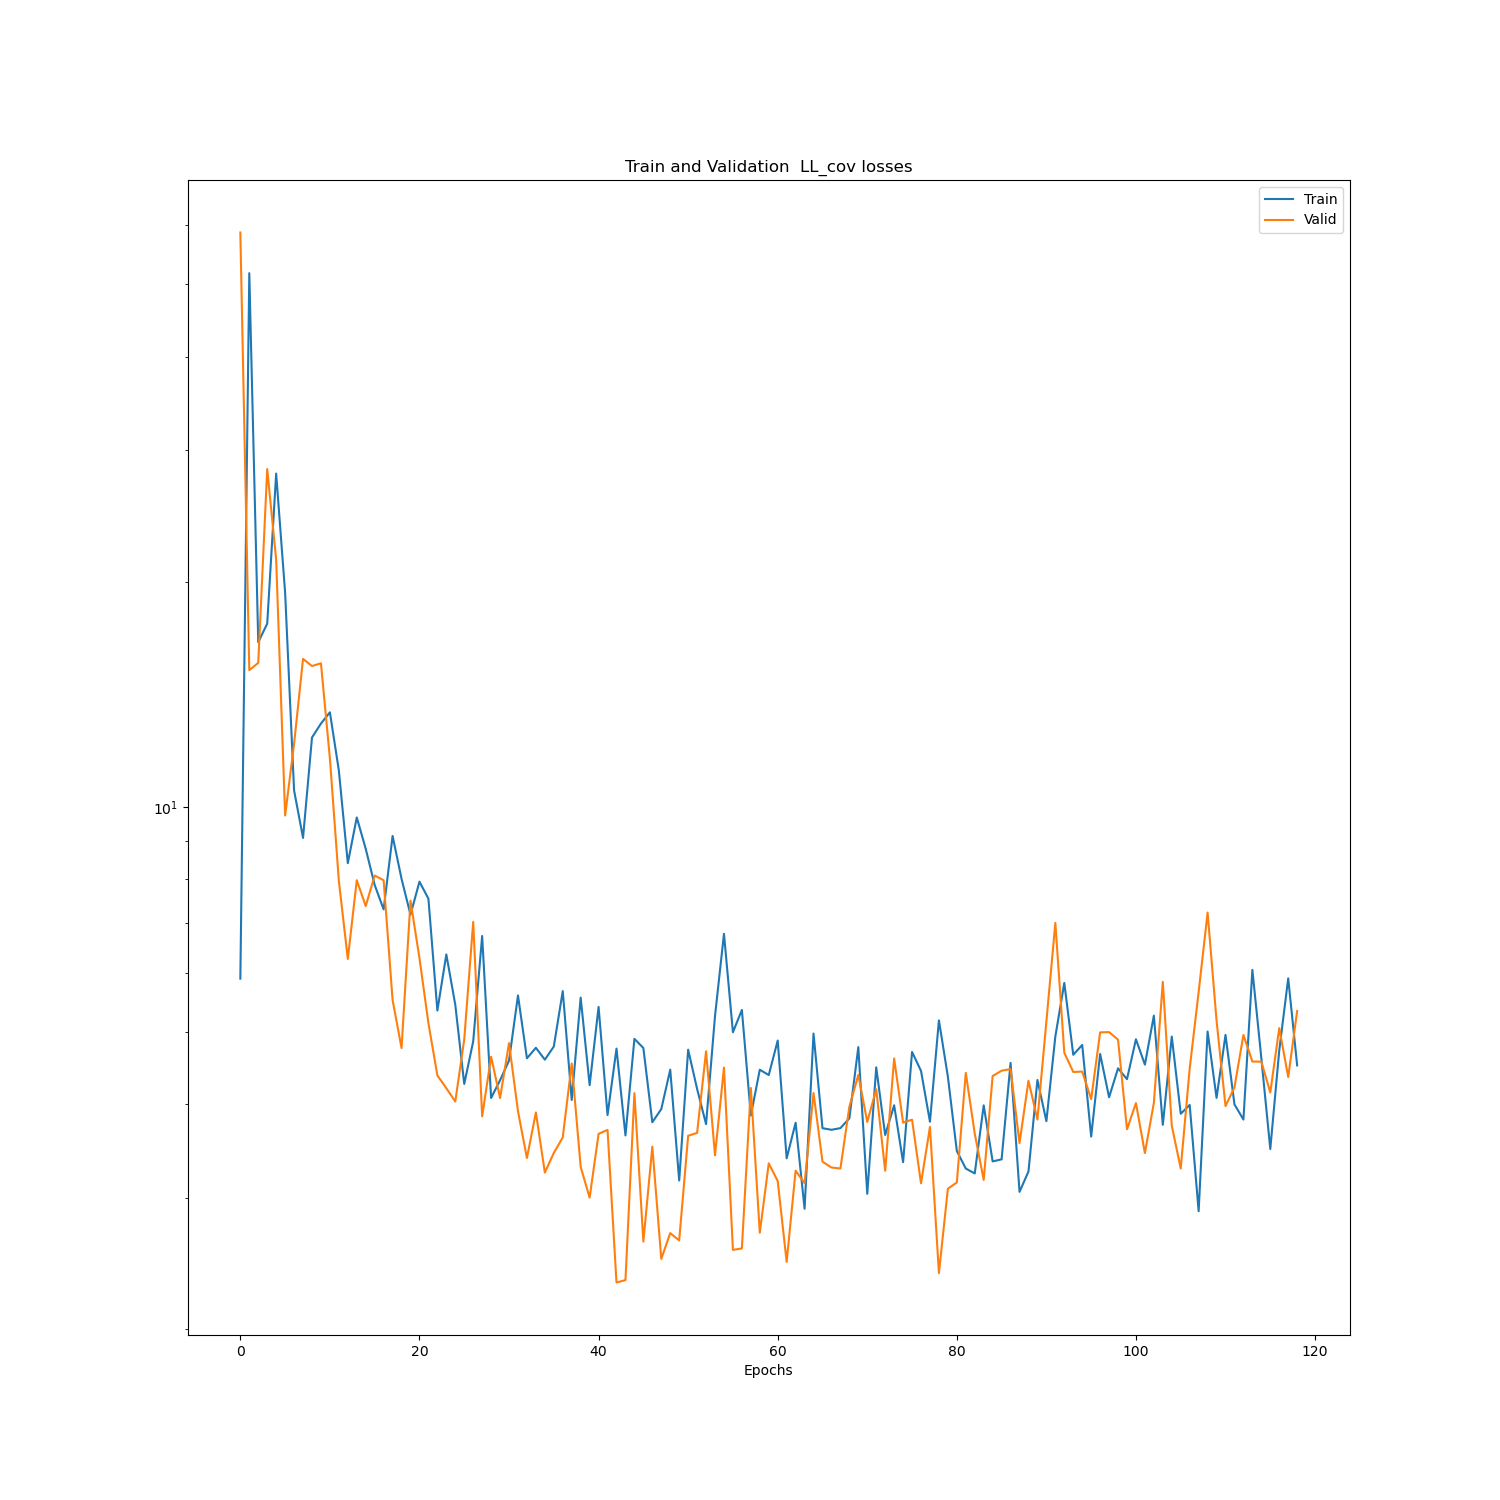 Train and Validation  LL_cov losses
Train
Valid
10¹
0 20 40 60 80 100 120
Epochs